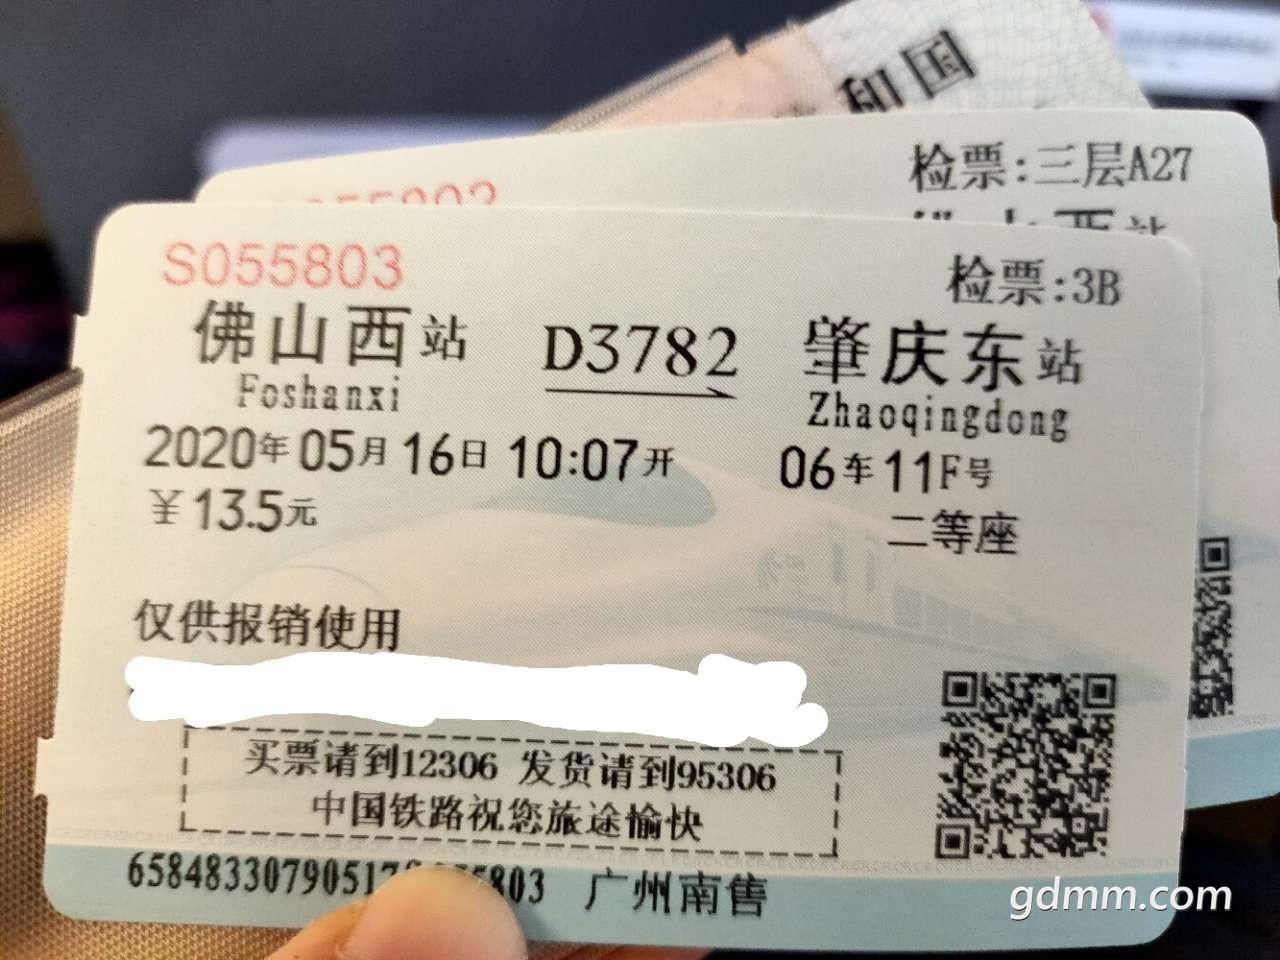 中国
检票:三层A27
S055803
检票:3B
佛山西站 D3782 肇庆东站
Foshanxi Zhaoqingdong
2020年05月16日 10:07开 06车11F号
￥13.5元 二等座
仅供报销使用
买票请到12306 发货请到95306
中国铁路祝您旅途愉快
6584833079051 803 广州南售
gdmm.com